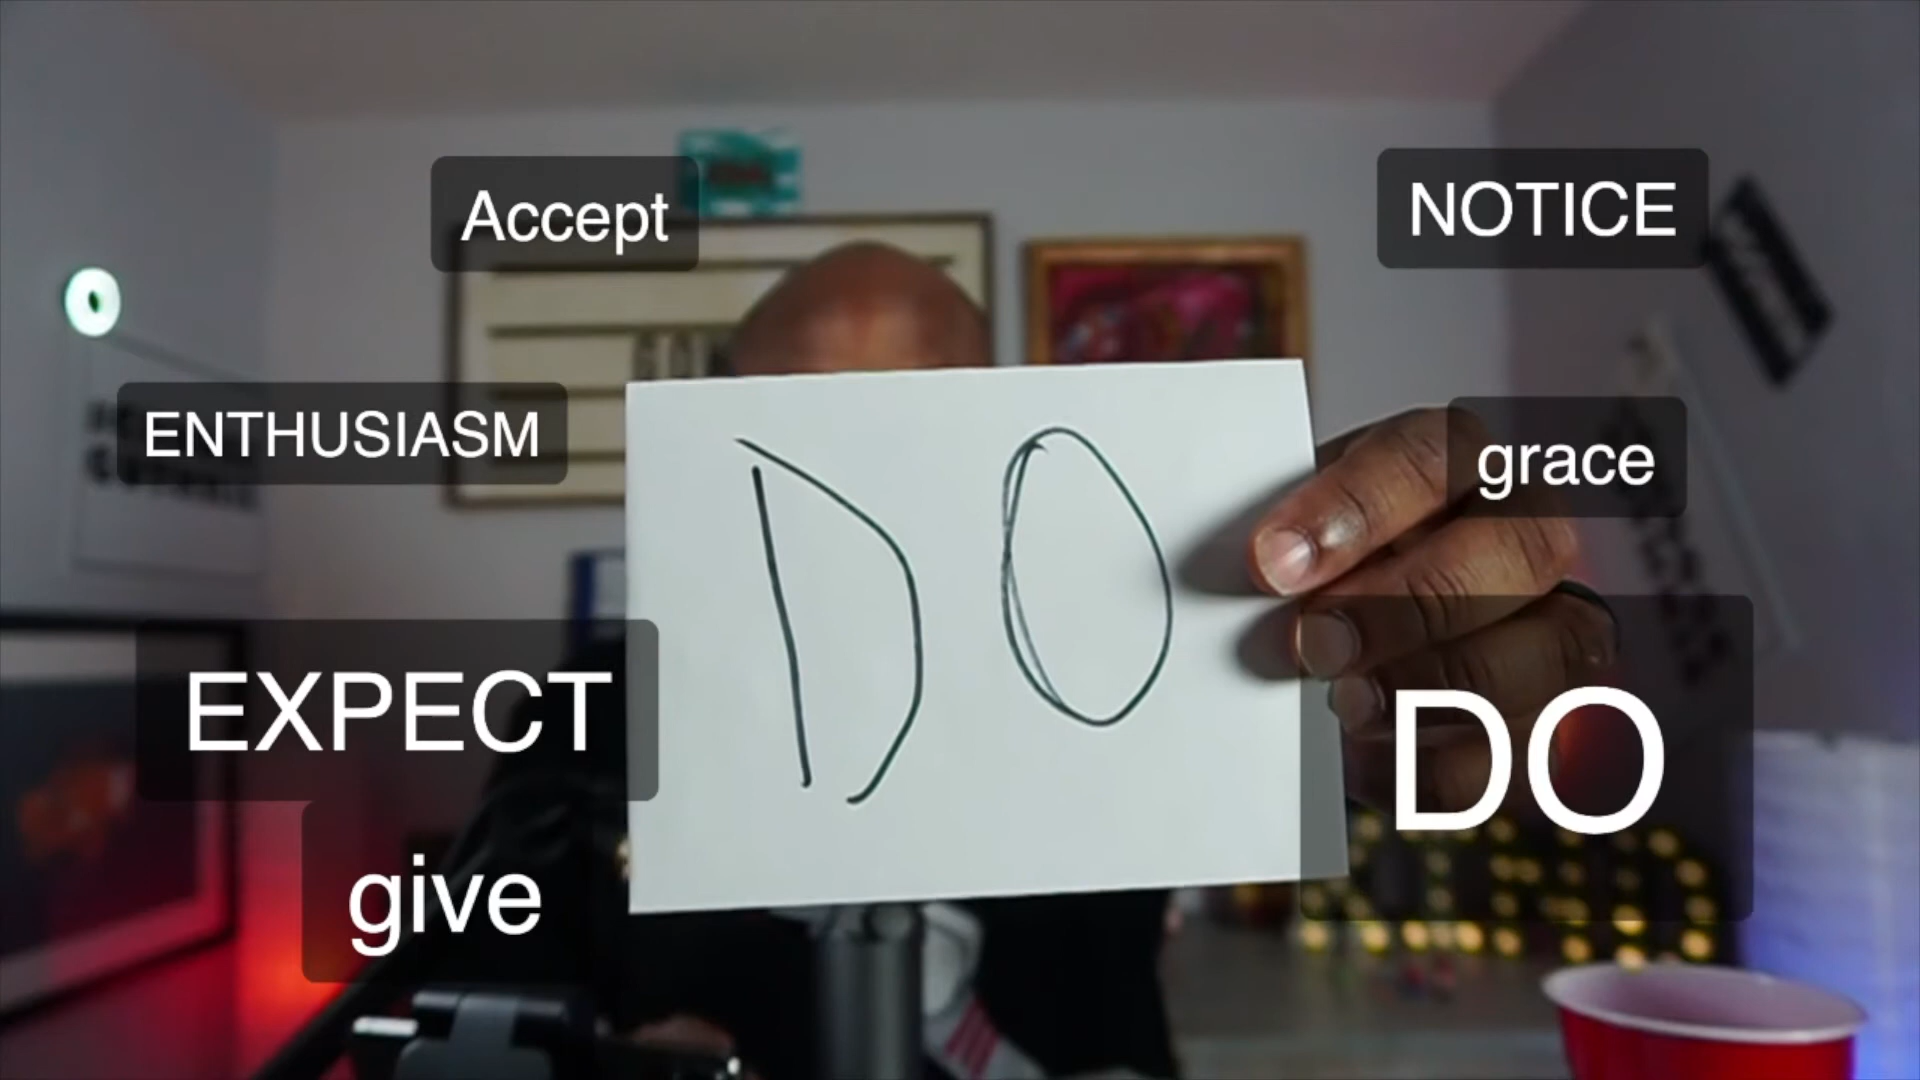 Accept
NOTICE
ENTHUSIASM
grace
DO
EXPECT
DO
give